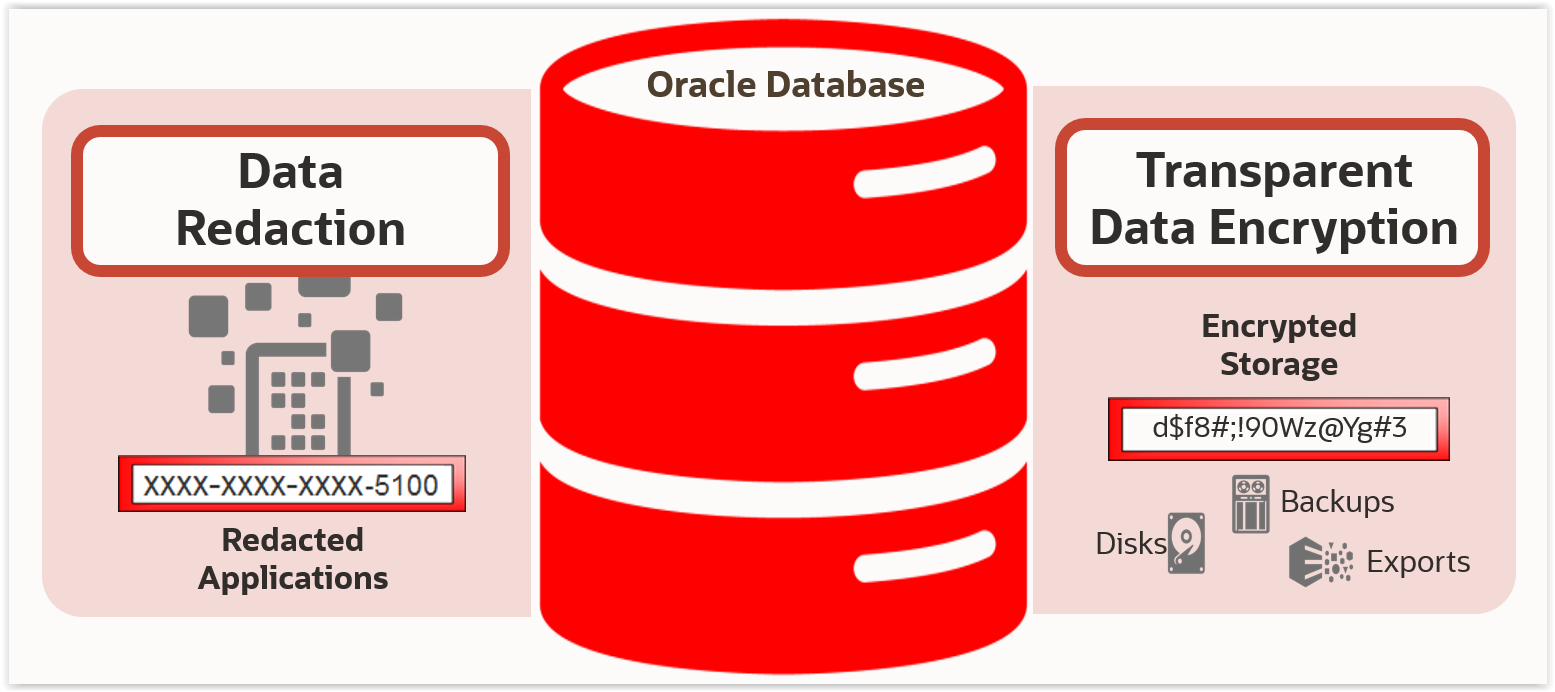 Oracle Database
Data
Redaction
XXXX-XXXX-XXXX-5100
Redacted
Applications
Transparent
Data Encryption
Encrypted
Storage
d$f8#;!90Wz@Yg#3
Backups
Disks
Exports